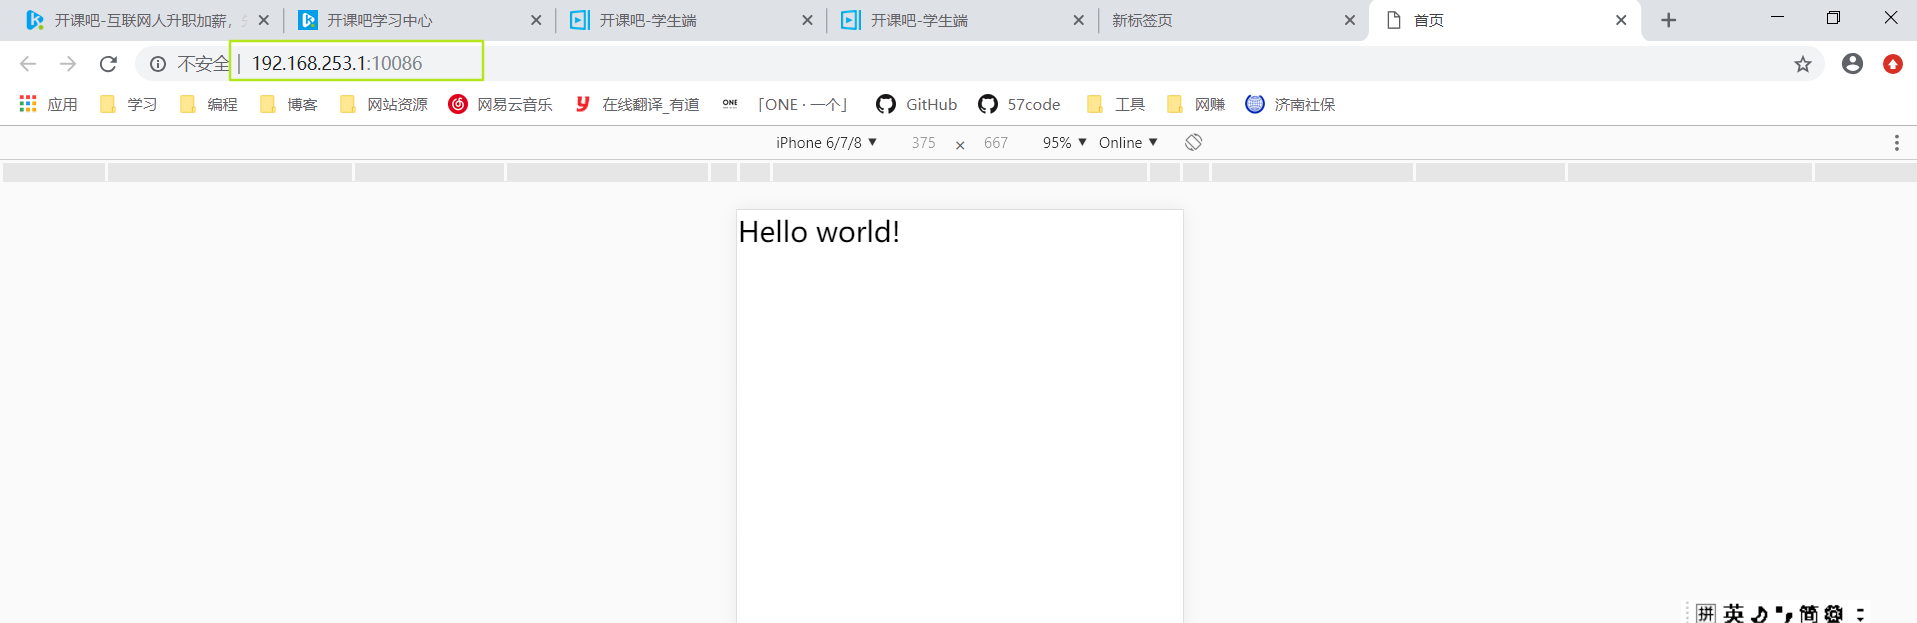 开课吧-互联网人升职加薪, 开课吧学习中心 开课吧-学生端 开课吧-学生端 新标签页 首页
不安全 | 192.168.253.1:10086
应用 学习 编程 博客 网站资源 网易云音乐 在线翻译_有道 ONE 「ONE · 一个」 GitHub 57code 工具 网赚 济南社保
iPhone 6/7/8 ▼ 375 × 667 95% ▼ Online ▼
Hello world!
拼 英 简